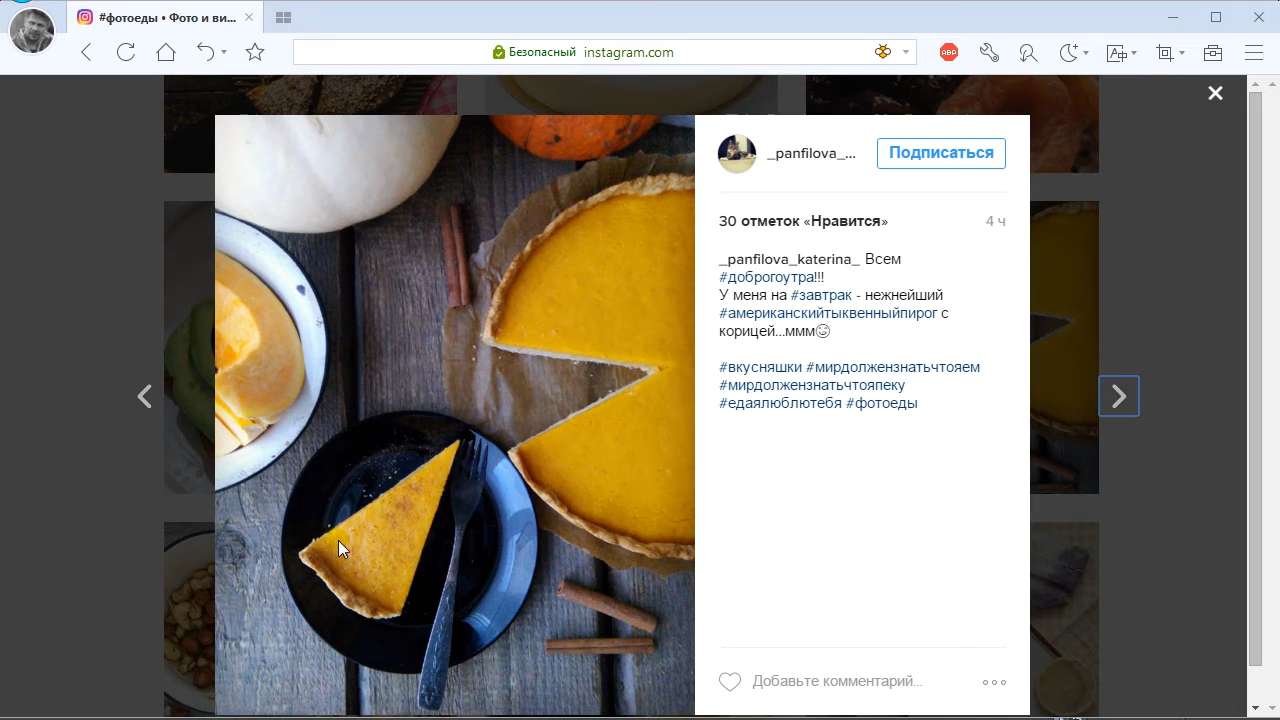 #фотоеды • Фото и ви...
Безопасный instagram.com
ABP
_panfilova_... Подписаться
30 отметок «Нравится» 4 ч
_panfilova_katerina_ Всем
#доброгоутра!!!
У меня на #завтрак - нежнейший
#американскийтыквенныйпирог с
корицей...ммм😋
#вкусняшки #мирдолжензнатьчтояем
#мирдолжензнатьчтояпеку
#едаялюблютебя #фотоеды
Добавьте комментарий...